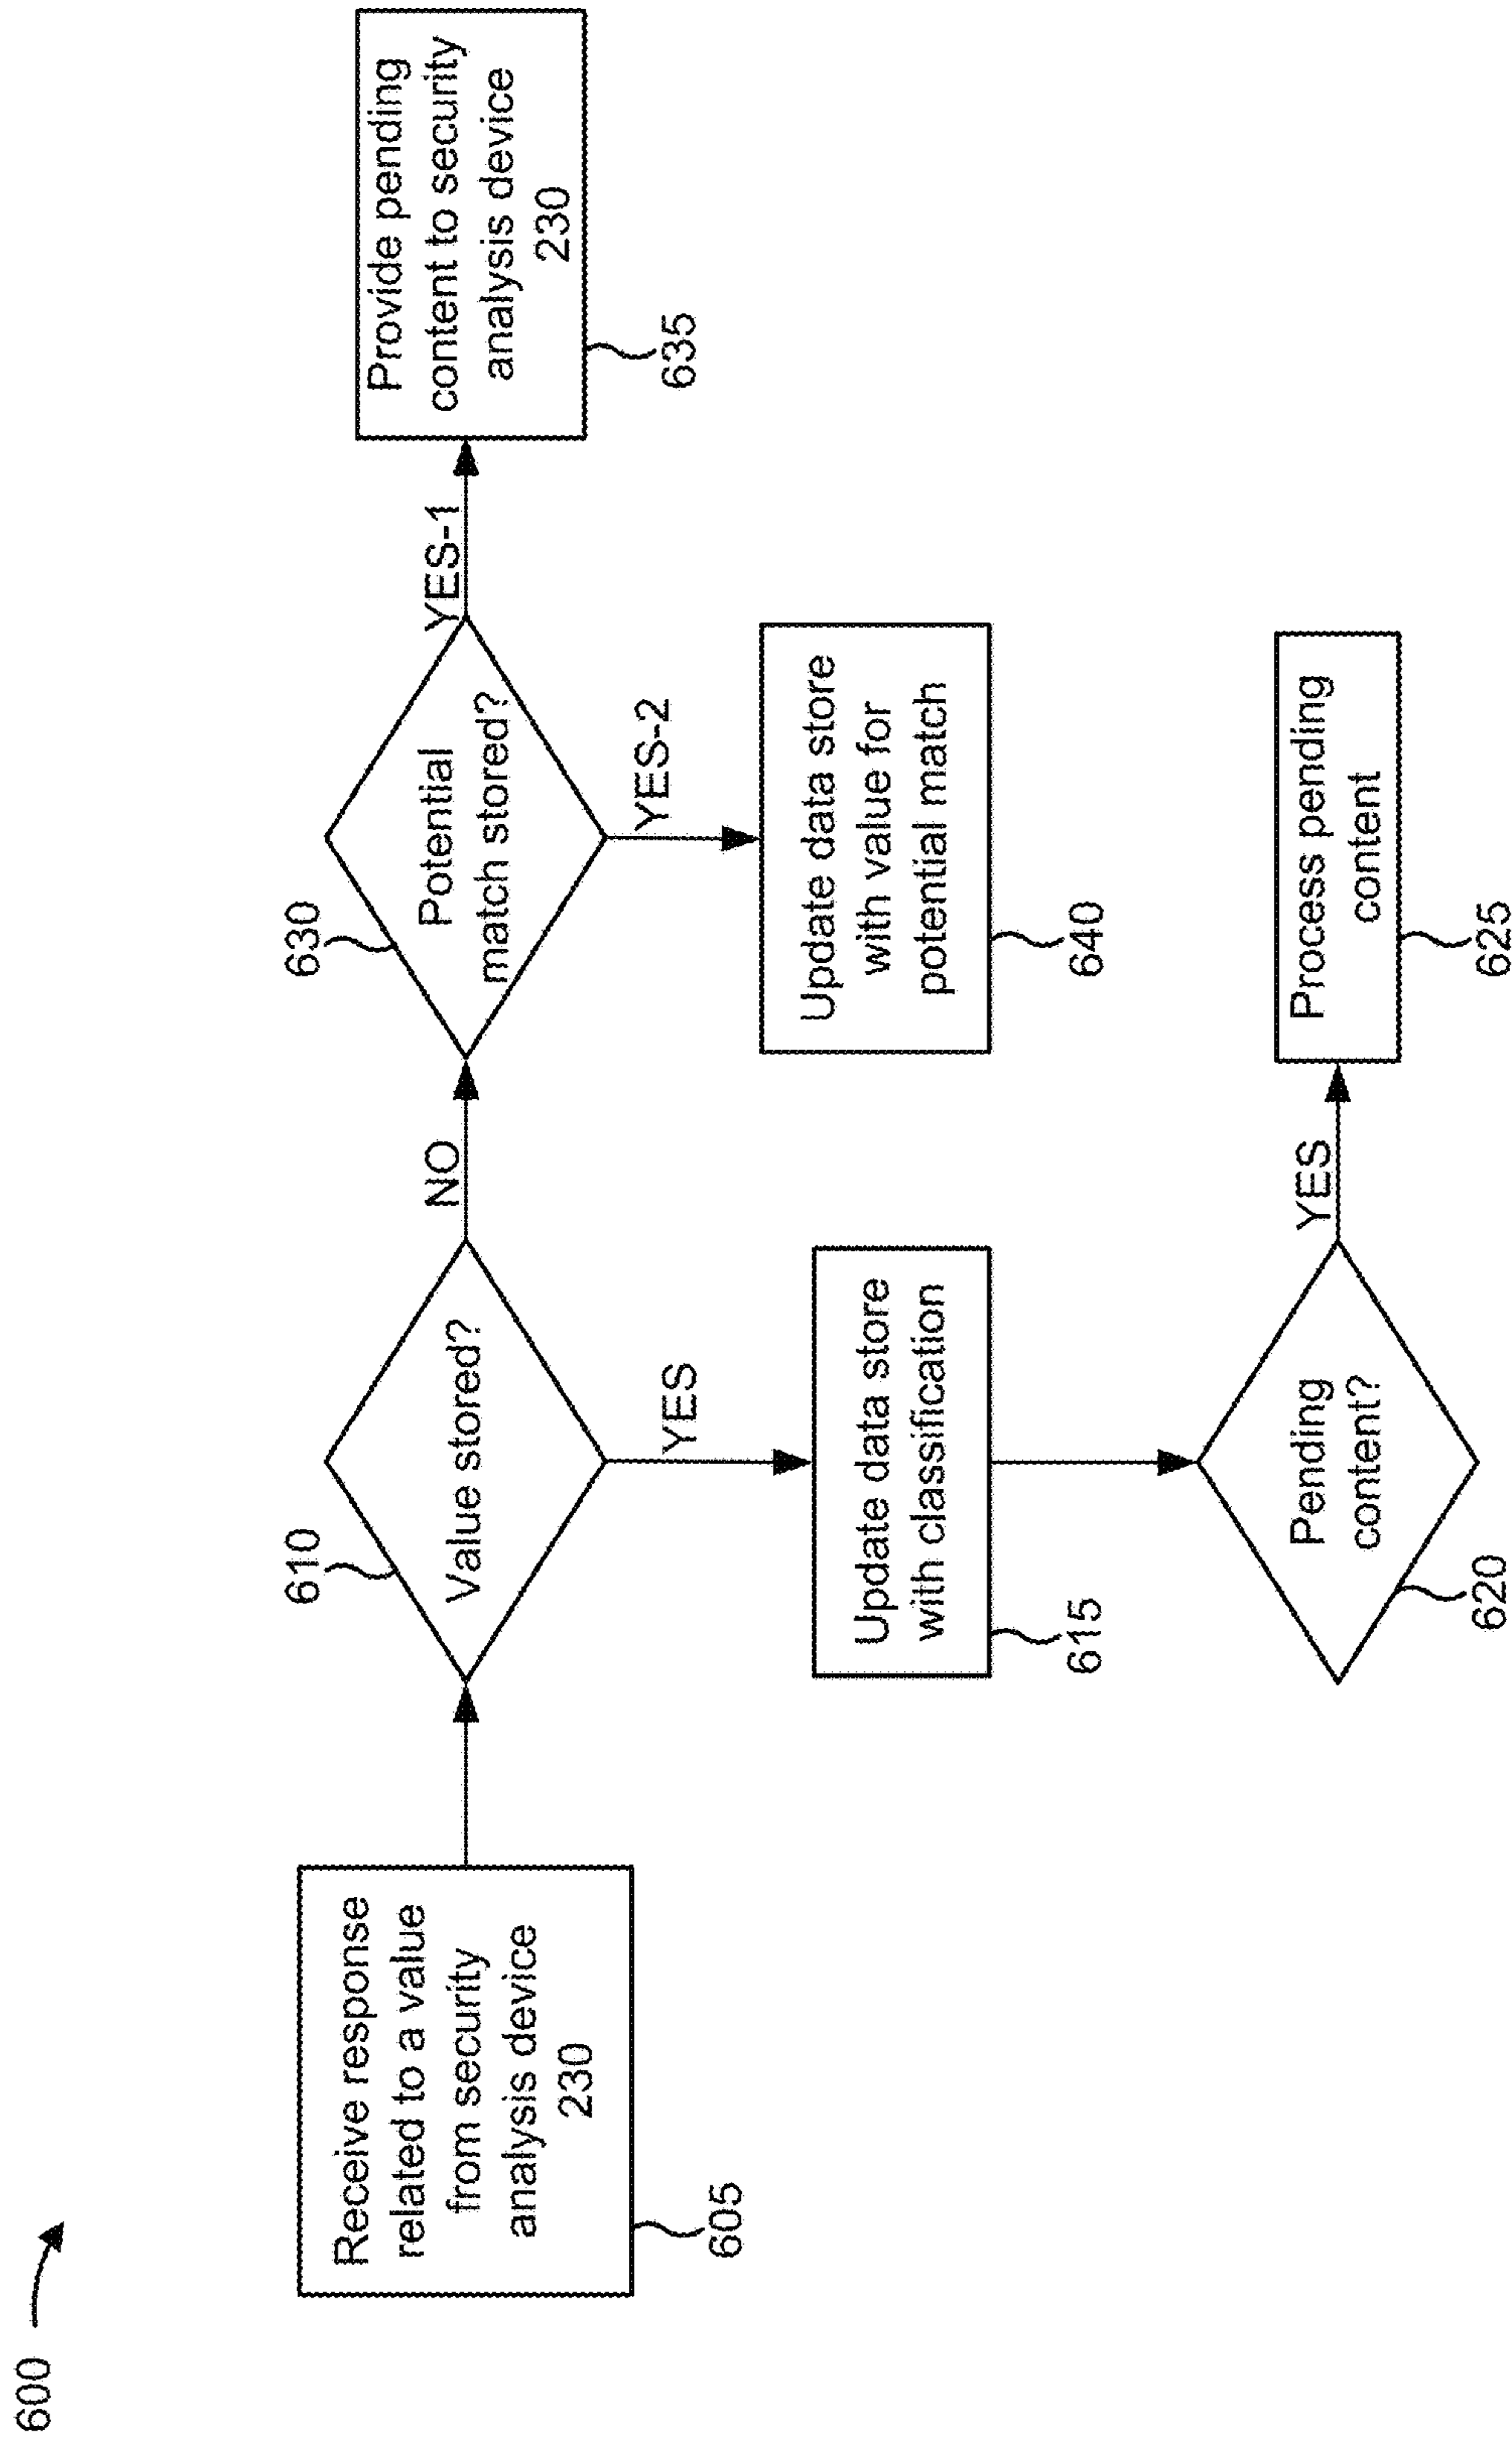 600
Receive response
related to a value
from security
analysis device
230
605
610
Value stored?
NO
YES
630
Potential
match stored?
YES-1
YES-2
Provide pending
content to security
analysis device
230
635
Update data store
with classification
615
Update data store
with value for
potential match
640
Pending
content?
620
YES
Process pending
content
625